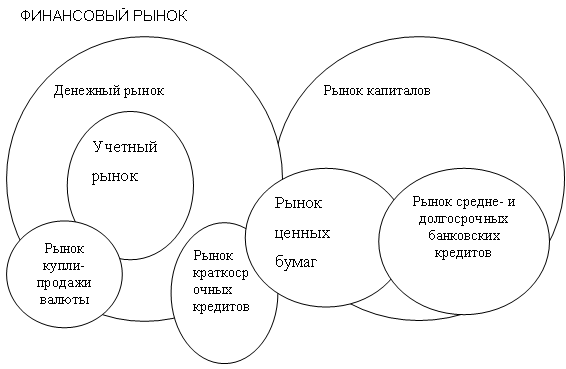 ФИНАНСОВЫЙ РЫНОК
Денежный рынок
Рынок капиталов
Учетный
рынок
Рынок
ценных
бумаг
Рынок средне- и
долгосрочных
банковских
кредитов
Рынок
купли-
продажи
валюты
Рынок
краткоср
очных
кредитов